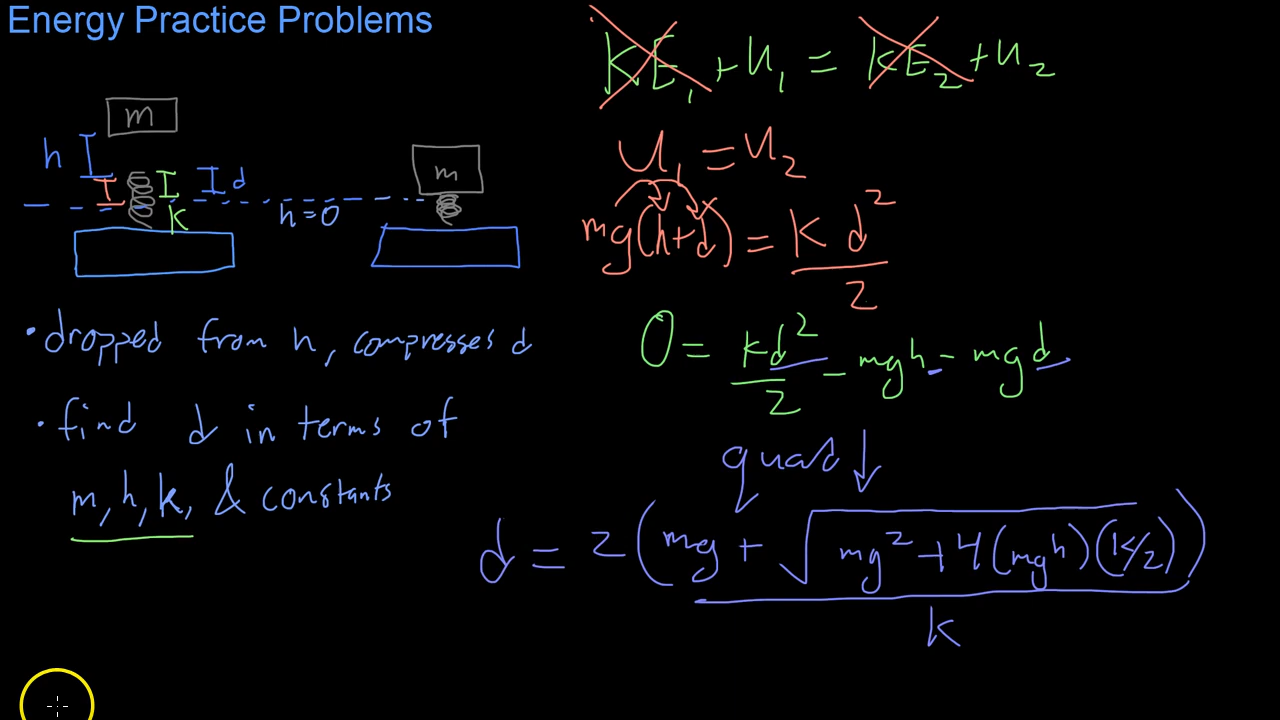 Energy Practice Problems
KE₁ + U₁ = KE₂ + U₂
m
h
d
K
h = 0
m
U₁ = U₂
mg(h+d) = K d²/2
• dropped from h, compresses d
0 = Kd²/2 - mgh - mgd
• find d in terms of
m, h, k, & constants
quad ↓
d = 2(mg + √(mg² + 4(mgh)(K/2)))/K